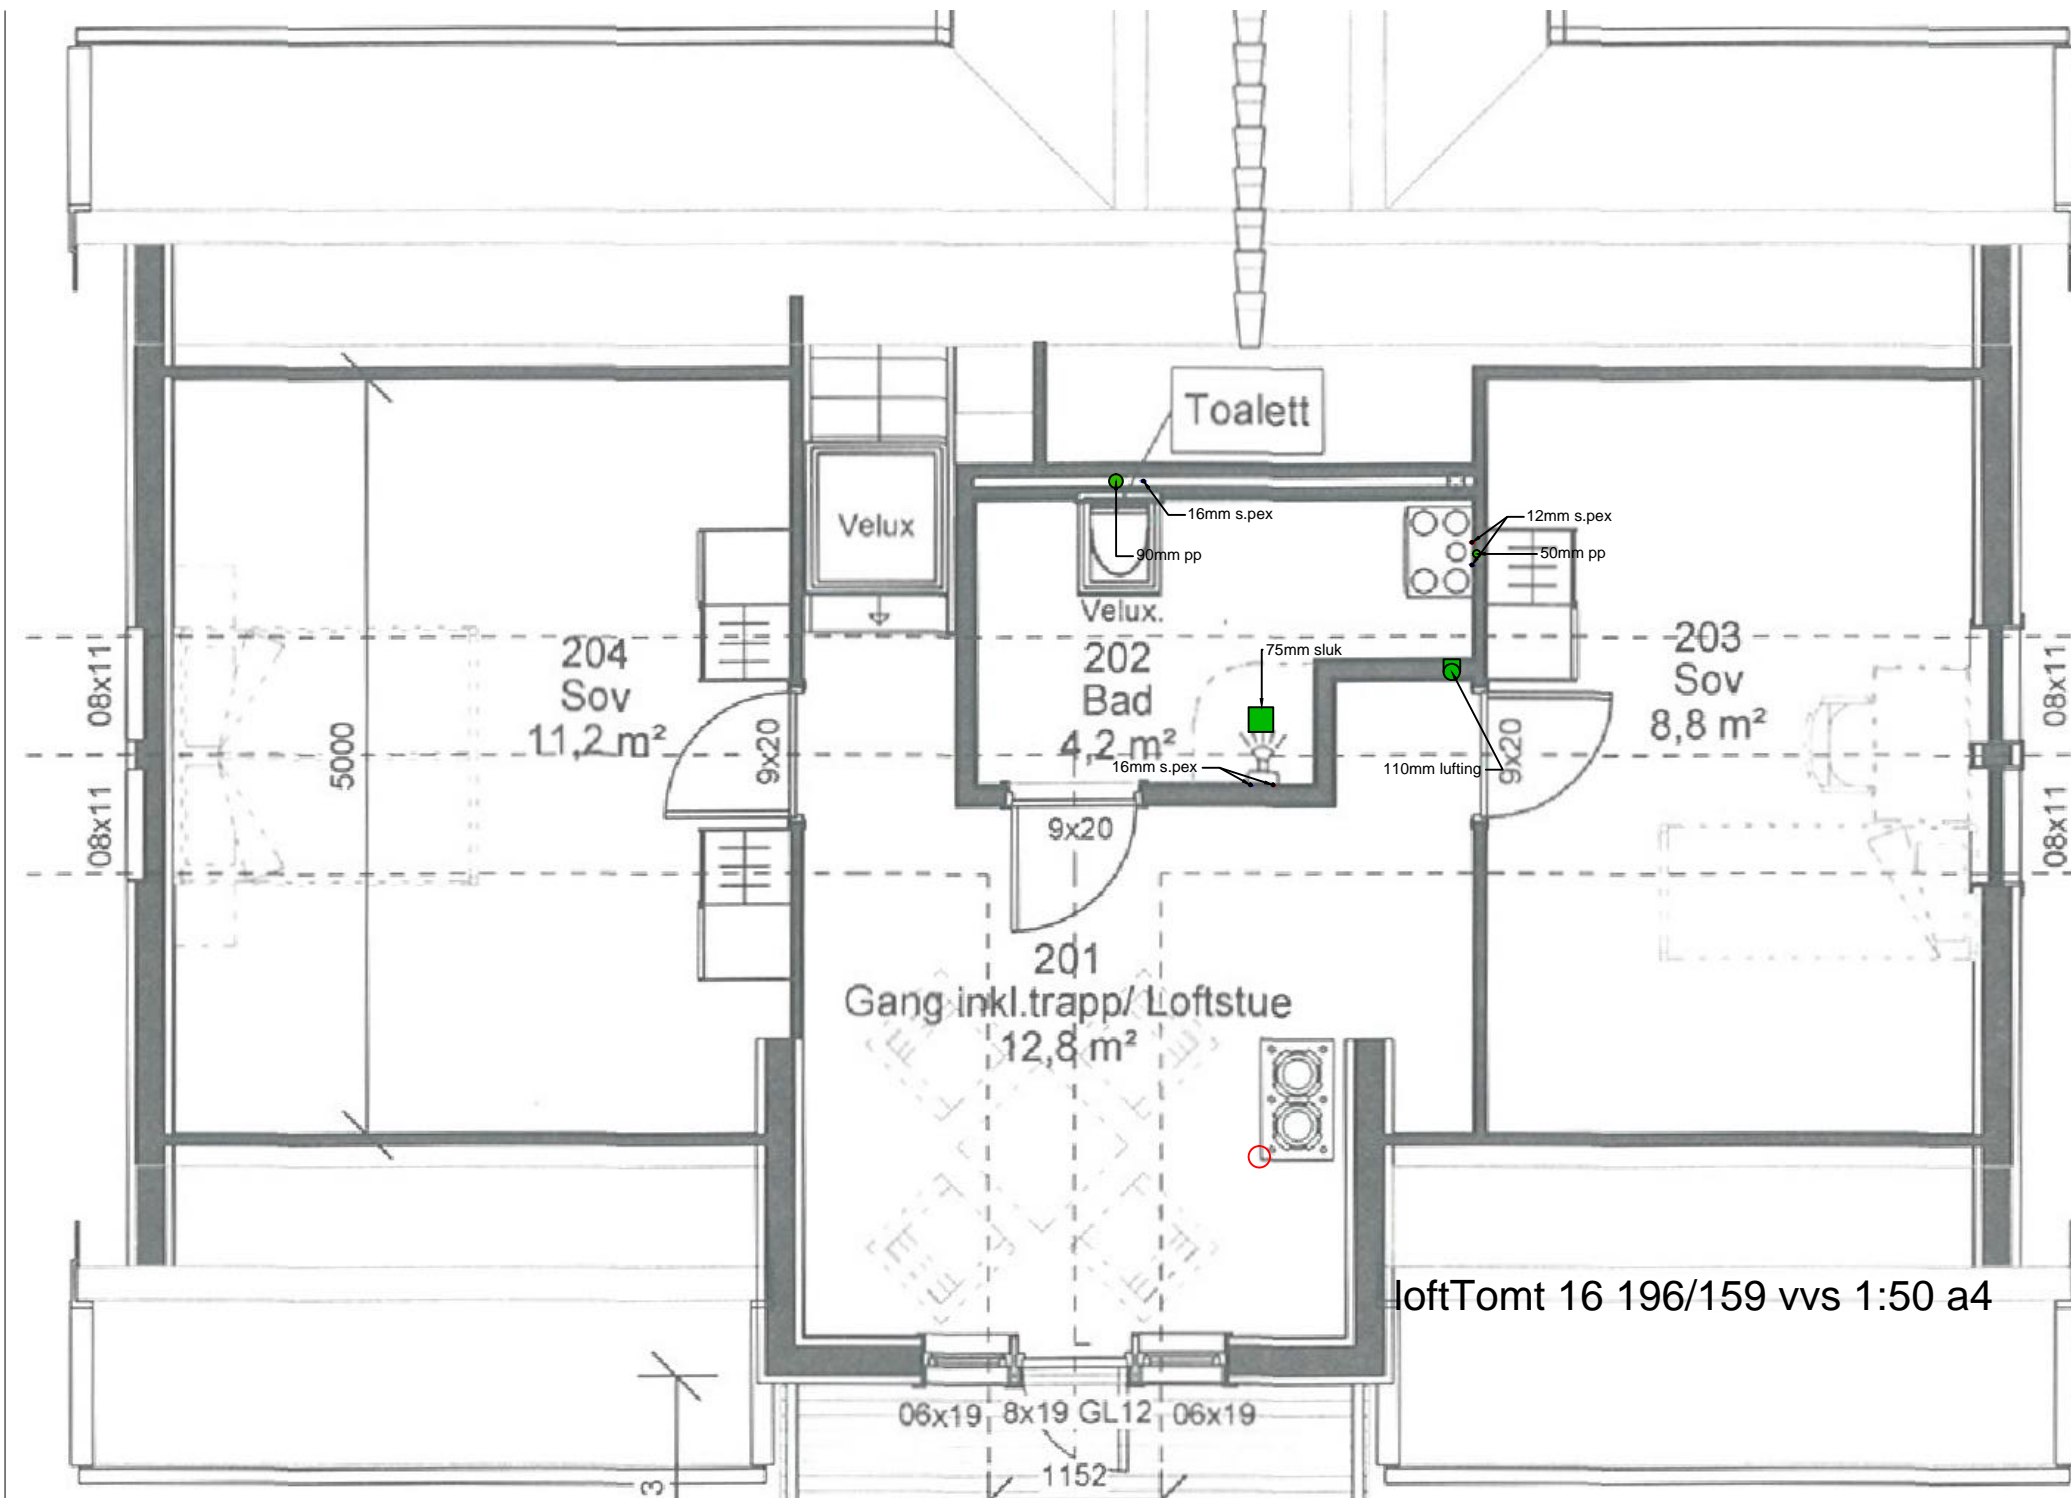 Toalett
Velux
16mm s.pex
12mm s.pex
90mm pp
50mm pp
Velux.
202
Bad
4,2 m²
75mm sluk
204
Sov
11,2 m²
203
Sov
8,8 m²
08x11
08x11
5000
9x20
16mm s.pex
110mm lufting
9x20
08x11
08x11
9x20
201
Gang inkl.trapp/ Loftstue
12,8 m²
loftTomt 16 196/159 vvs 1:50 a4
06x19
8x19 GL12
06x19
1152
3